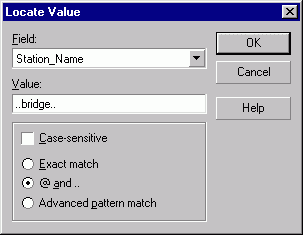 Locate Value
Field:
OK
Station_Name
Cancel
Value:
..bridge..
Help
Case-sensitive
Exact match
@ and ..
Advanced pattern match